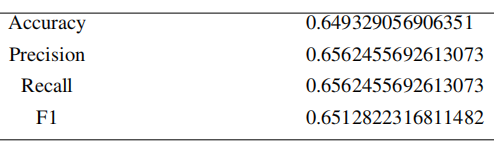 Accuracy 0.649329056906351
Precision 0.6562455692613073
Recall 0.6562455692613073
F1 0.6512822316811482